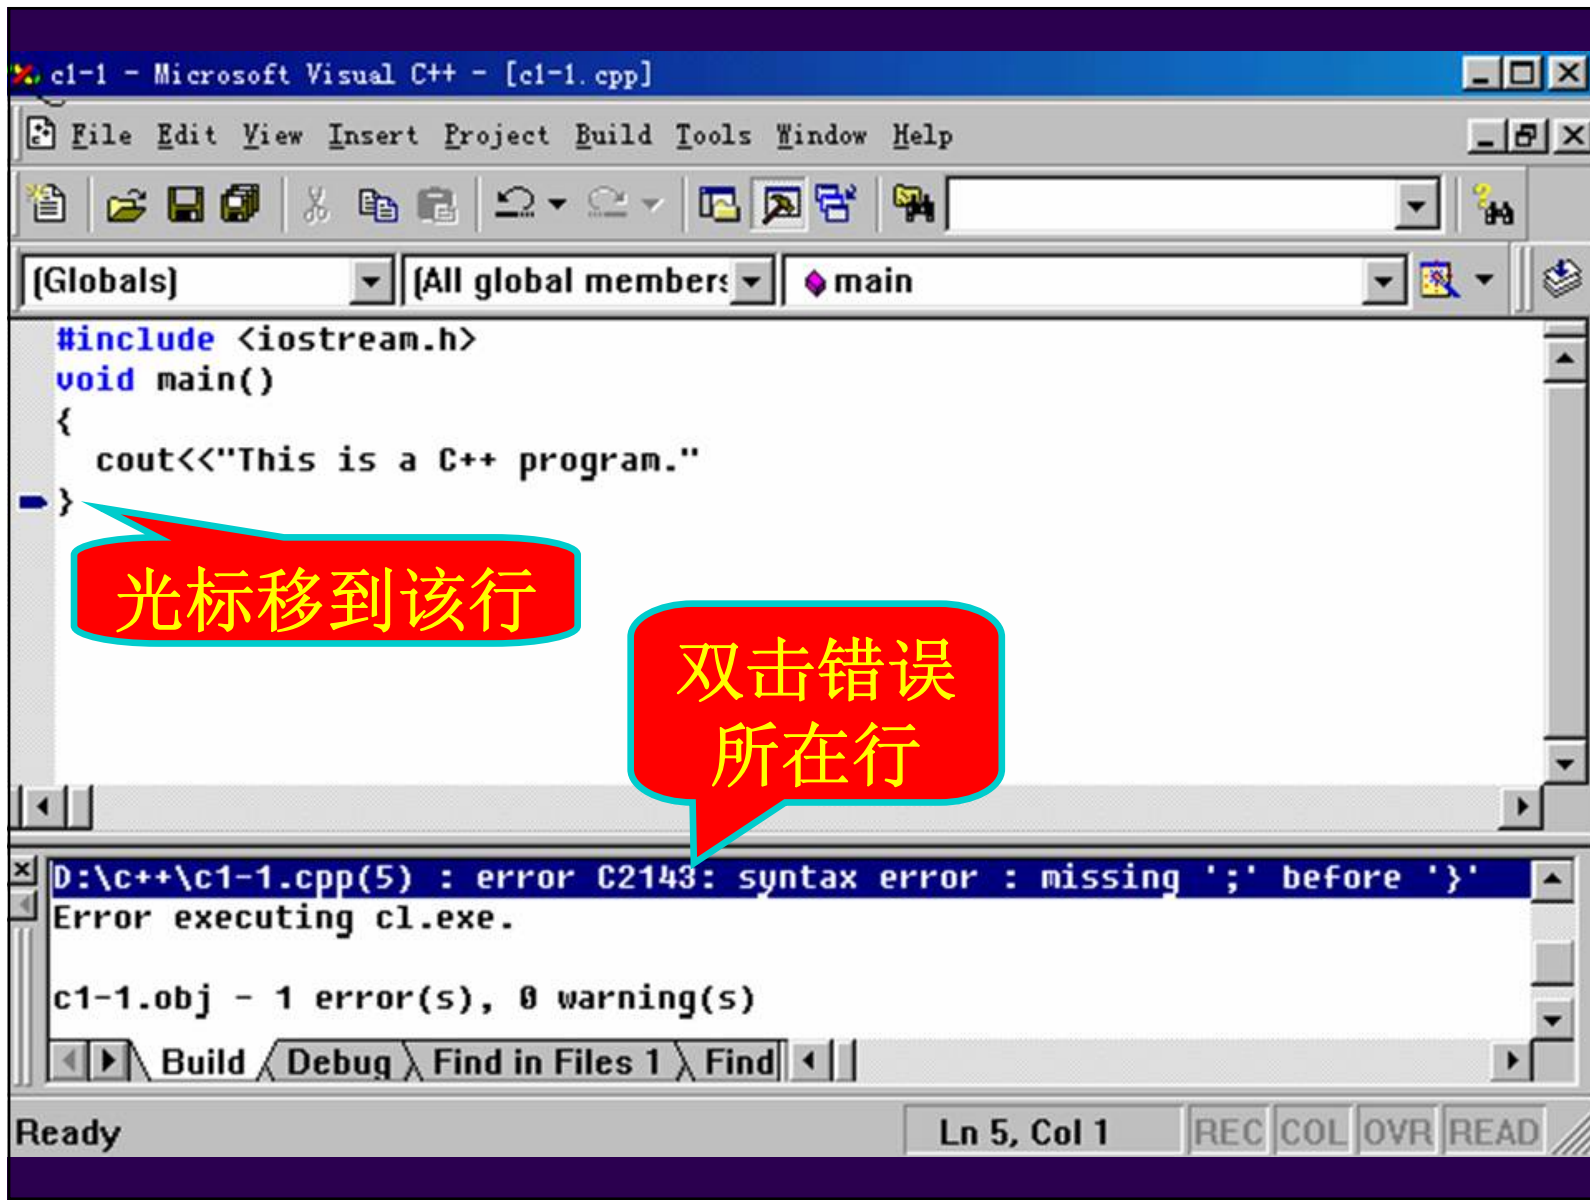 c1-1 - Microsoft Visual C++ - [c1-1.cpp]
File Edit View Insert Project Build Tools Window Help
(Globals) (All global members main
#include <iostream.h>
void main()
{
cout<<"This is a C++ program."
}
光标移到该行
双击错误
所在行
D:\c++\c1-1.cpp(5) : error C2143: syntax error : missing ';' before '}'
Error executing cl.exe.
c1-1.obj - 1 error(s), 0 warning(s)
Build Debug Find in Files 1 Find
Ready Ln 5, Col 1 REC COL OVR READ